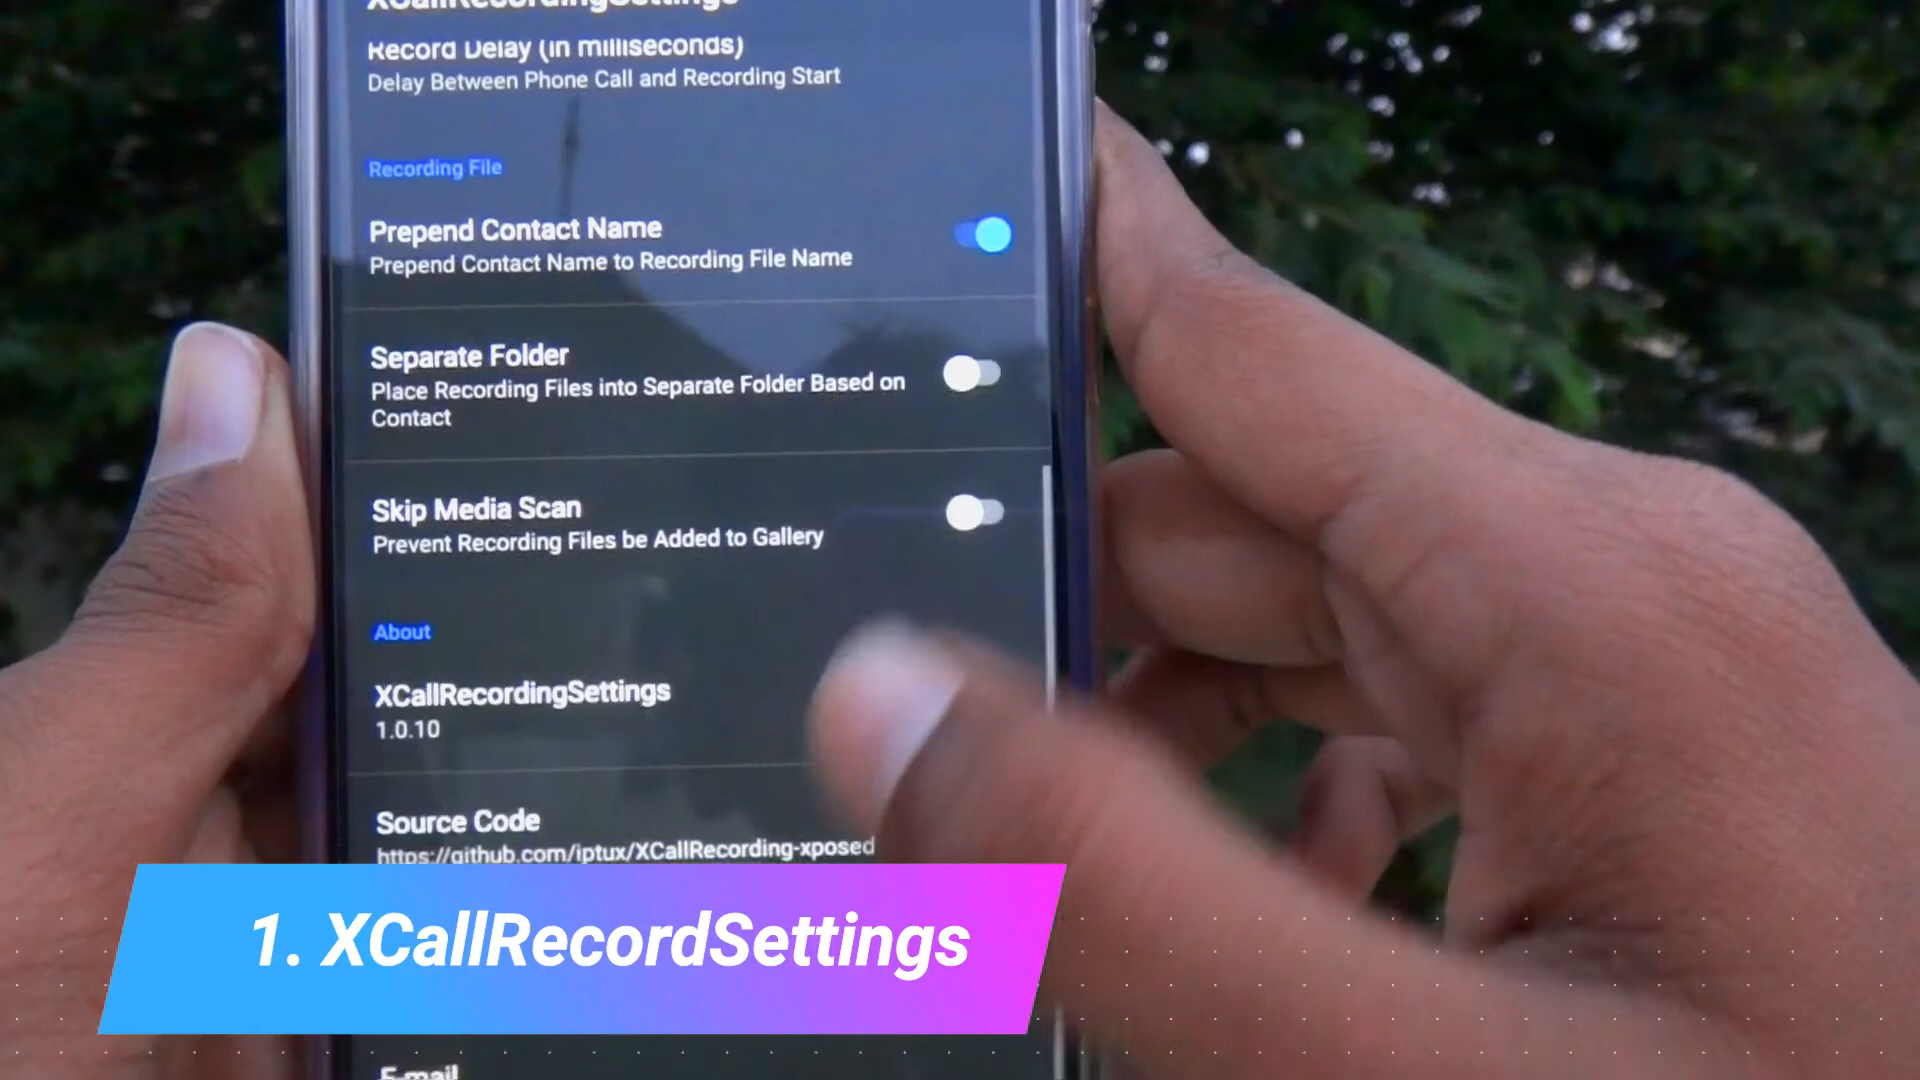 XCallRecordingSettings
Record Delay (in milliseconds)
Delay Between Phone Call and Recording Start
Recording File
Prepend Contact Name
Prepend Contact Name to Recording File Name
Separate Folder
Place Recording Files into Separate Folder Based on
Contact
Skip Media Scan
Prevent Recording Files be Added to Gallery
About
XCallRecordingSettings
1.0.10
Source Code
https://github.com/iptux/XCallRecording-xposed
1. XCallRecordSettings
E-mail